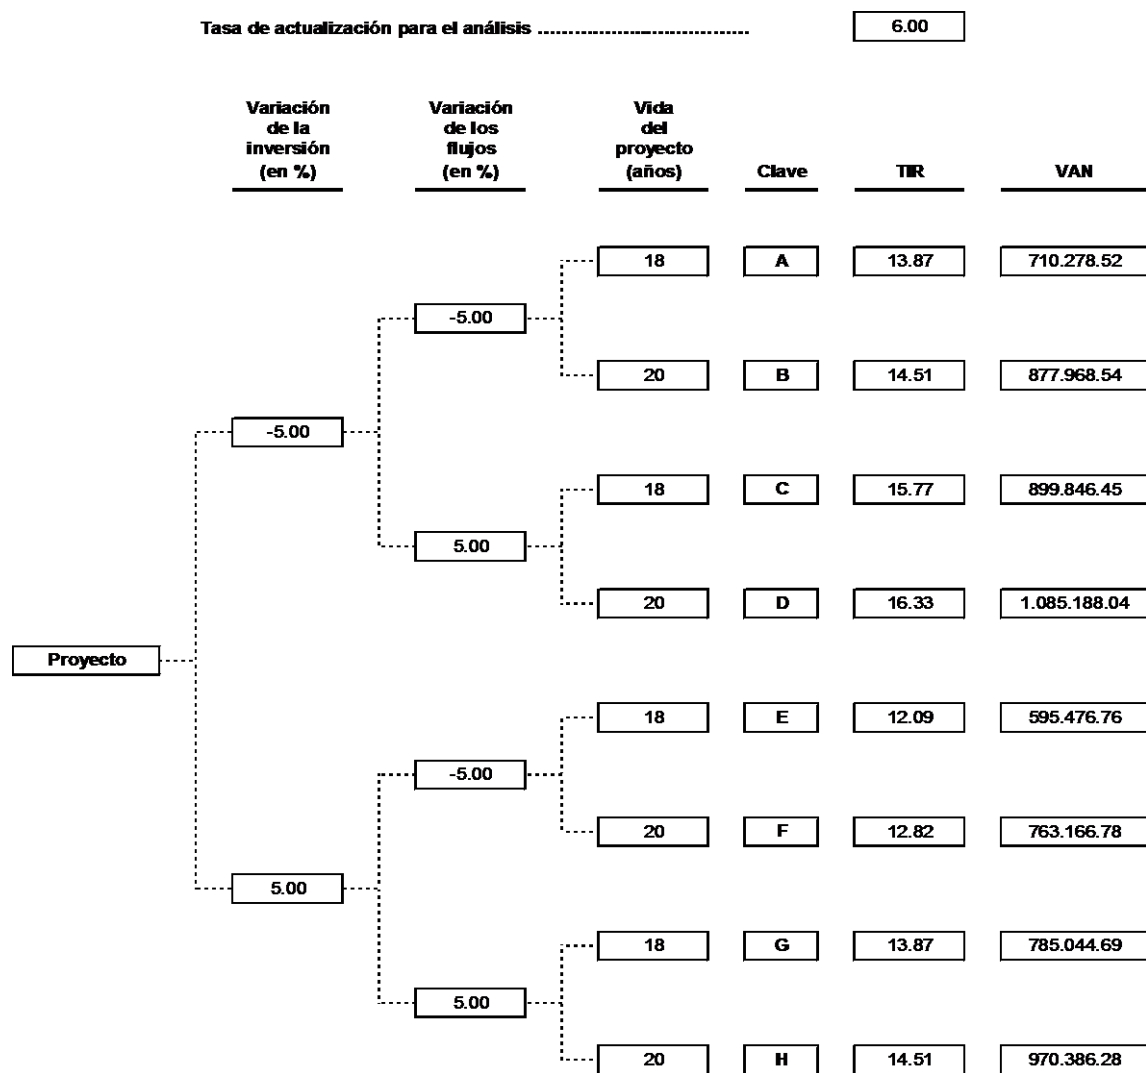 Tasa de actualización para el análisis ........................................ 6.00
Variación de la inversión (en %)
Variación de los flujos (en %)
Vida del proyecto (años)
Clave
TIR
VAN
18 A 13.87 710.278.52
-5.00
20 B 14.51 877.968.54
-5.00
18 C 15.77 899.846.45
5.00
20 D 16.33 1.085.188.04
Proyecto
18 E 12.09 595.476.76
-5.00
20 F 12.82 763.166.78
5.00
18 G 13.87 785.044.69
5.00
20 H 14.51 970.386.28